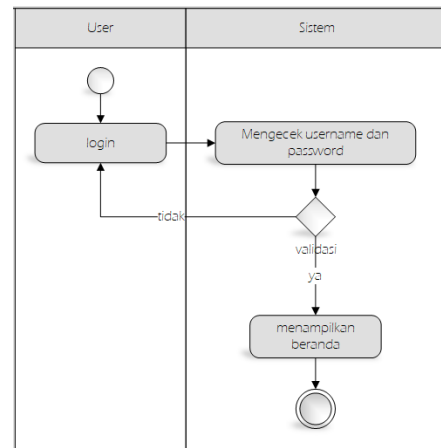 User
Sistem
login
Mengecek username dan
password
tidak
validasi
ya
menampilkan
beranda